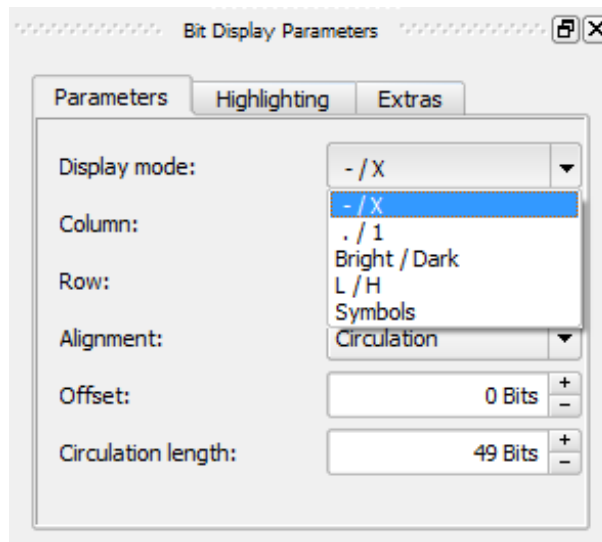 Bit Display Parameters
Parameters Highlighting Extras
Display mode: - / X
- / X
Column: . / 1
Bright / Dark
Row: L / H
Symbols
Alignment: Circulation
Offset: 0 Bits + -
Circulation length: 49 Bits + -